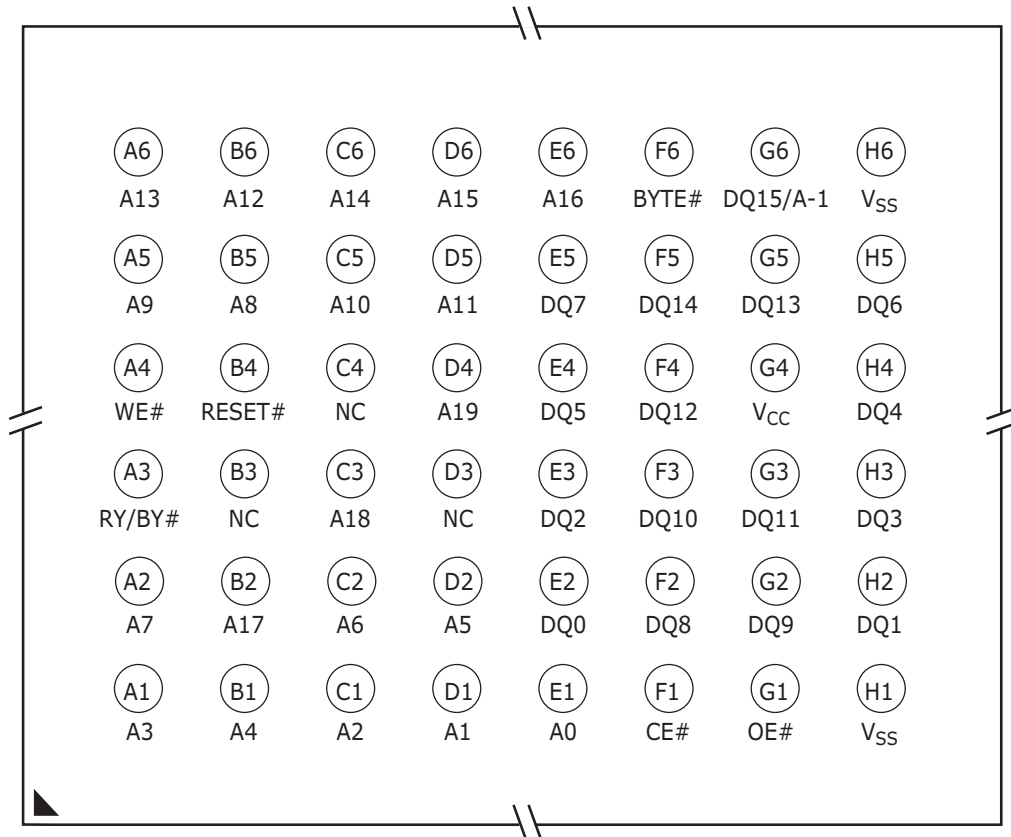 A6 B6 C6 D6 E6 F6 G6 H6
A13 A12 A14 A15 A16 BYTE# DQ15/A-1 VSS
A5 B5 C5 D5 E5 F5 G5 H5
A9 A8 A10 A11 DQ7 DQ14 DQ13 DQ6
A4 B4 C4 D4 E4 F4 G4 H4
WE# RESET# NC A19 DQ5 DQ12 VCC DQ4
A3 B3 C3 D3 E3 F3 G3 H3
RY/BY# NC A18 NC DQ2 DQ10 DQ11 DQ3
A2 B2 C2 D2 E2 F2 G2 H2
A7 A17 A6 A5 DQ0 DQ8 DQ9 DQ1
A1 B1 C1 D1 E1 F1 G1 H1
A3 A4 A2 A1 A0 CE# OE# VSS